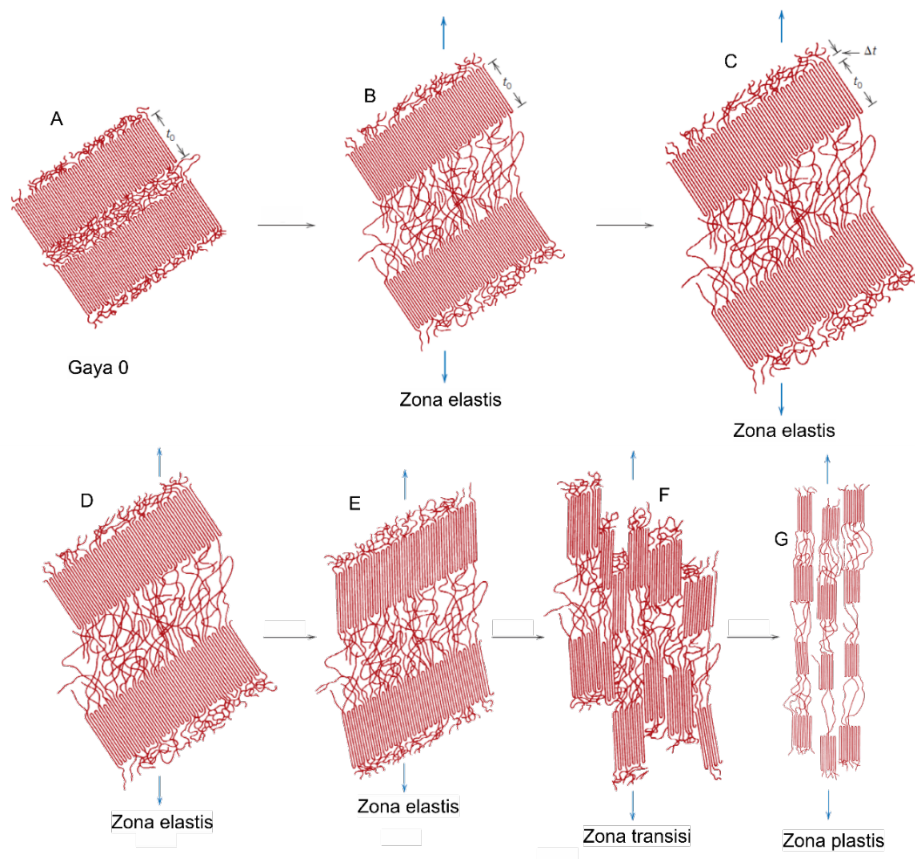 A
t₀
Gaya 0
B
t₀
Zona elastis
C
Δt
t₀
Zona elastis
D
Zona elastis
E
Zona elastis
F
Zona transisi
G
Zona plastis